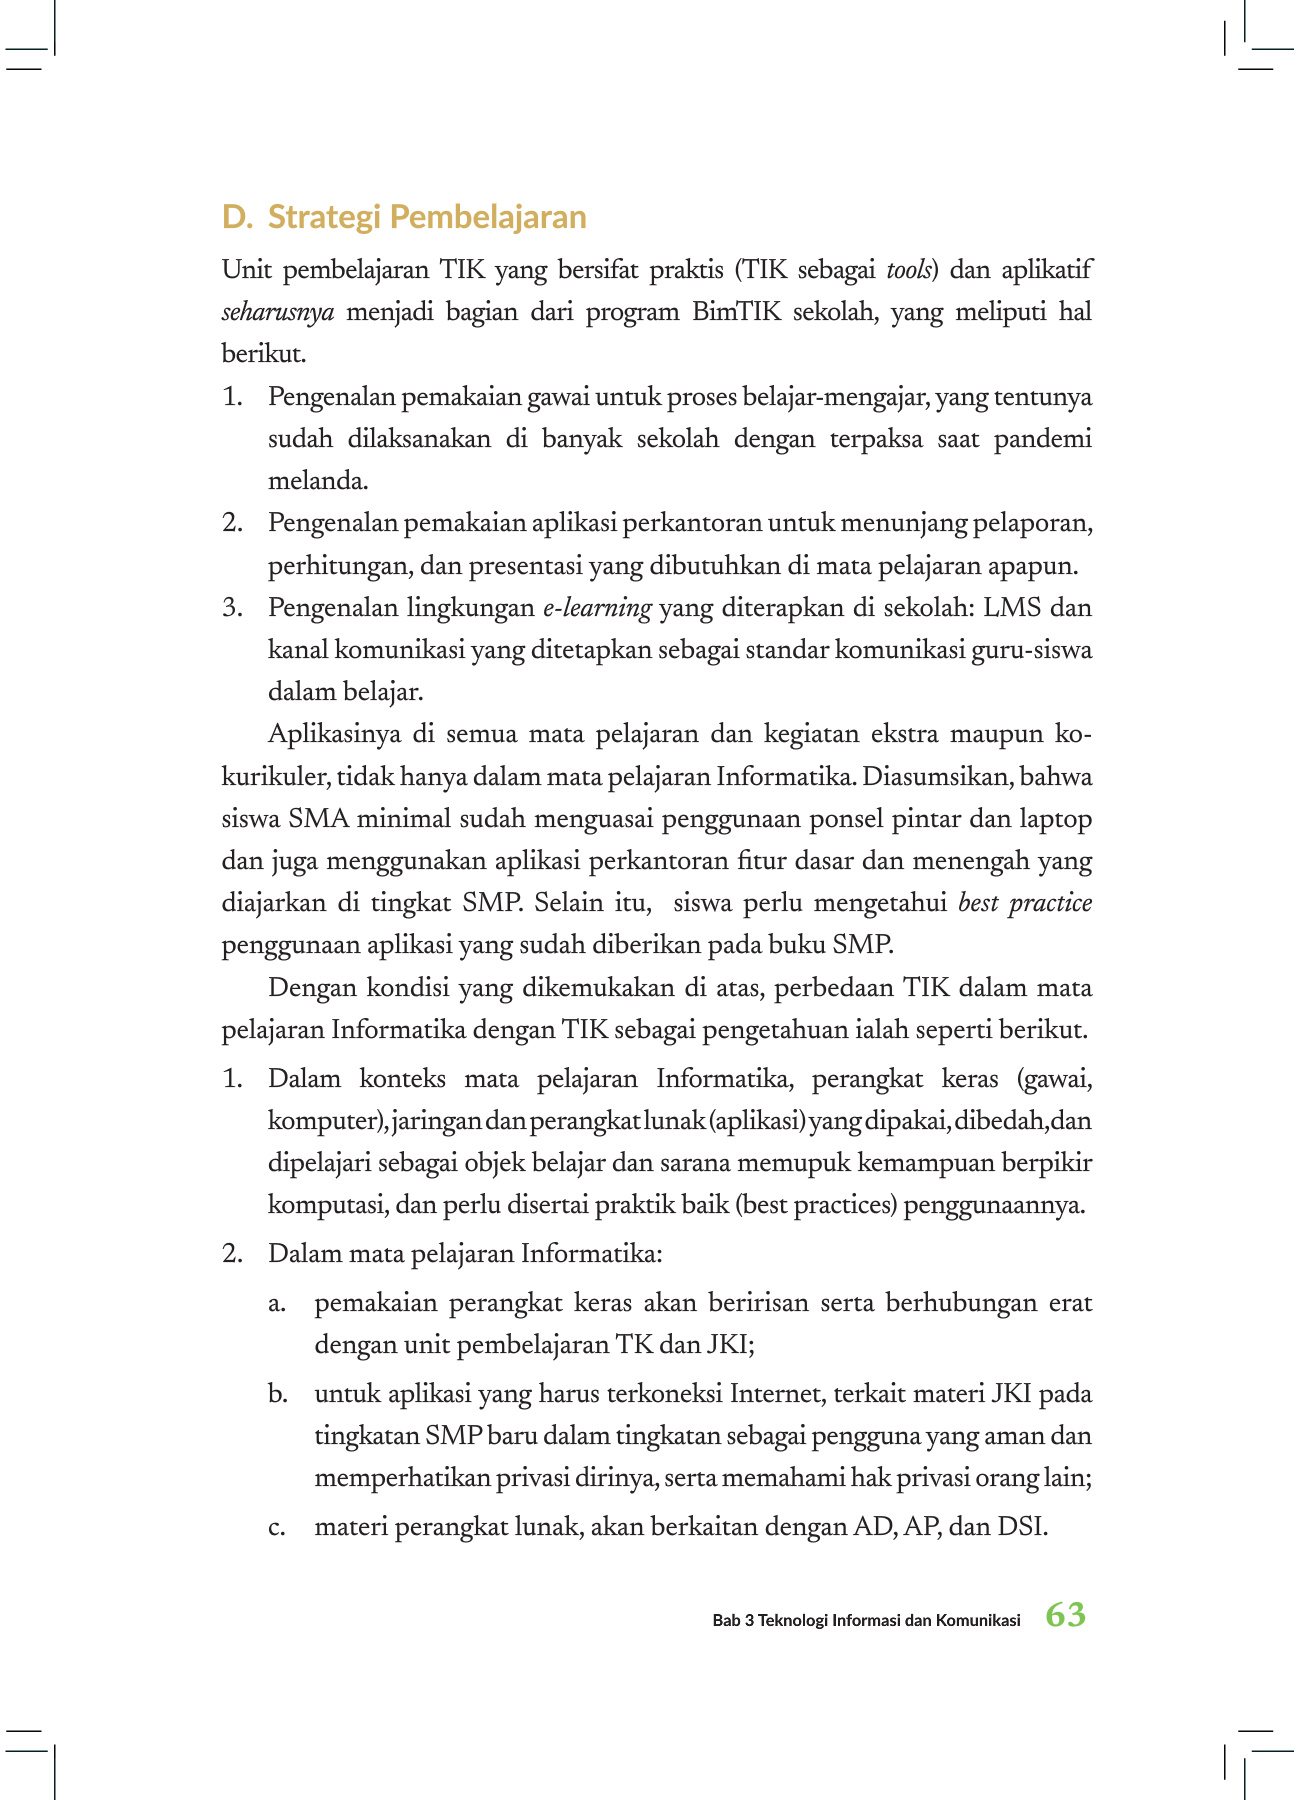 D. Strategi Pembelajaran
Unit pembelajaran TIK yang bersifat praktis (TIK sebagai tools) dan aplikatif
seharusnya menjadi bagian dari program BimTIK sekolah, yang meliputi hal
berikut.
1. Pengenalan pemakaian gawai untuk proses belajar-mengajar, yang tentunya
sudah dilaksanakan di banyak sekolah dengan terpaksa saat pandemi
melanda.
2. Pengenalan pemakaian aplikasi perkantoran untuk menunjang pelaporan,
perhitungan, dan presentasi yang dibutuhkan di mata pelajaran apapun.
3. Pengenalan lingkungan e-learning yang diterapkan di sekolah: LMS dan
kanal komunikasi yang ditetapkan sebagai standar komunikasi guru-siswa
dalam belajar.
Aplikasinya di semua mata pelajaran dan kegiatan ekstra maupun ko-
kurikuler, tidak hanya dalam mata pelajaran Informatika. Diasumsikan, bahwa
siswa SMA minimal sudah menguasai penggunaan ponsel pintar dan laptop
dan juga menggunakan aplikasi perkantoran fitur dasar dan menengah yang
diajarkan di tingkat SMP. Selain itu, siswa perlu mengetahui best practice
penggunaan aplikasi yang sudah diberikan pada buku SMP.
Dengan kondisi yang dikemukakan di atas, perbedaan TIK dalam mata
pelajaran Informatika dengan TIK sebagai pengetahuan ialah seperti berikut.
1. Dalam konteks mata pelajaran Informatika, perangkat keras (gawai,
komputer), jaringan dan perangkat lunak (aplikasi) yang dipakai, dibedah,dan
dipelajari sebagai objek belajar dan sarana memupuk kemampuan berpikir
komputasi, dan perlu disertai praktik baik (best practices) penggunaannya.
2. Dalam mata pelajaran Informatika:
a. pemakaian perangkat keras akan beririsan serta berhubungan erat
dengan unit pembelajaran TK dan JKI;
b. untuk aplikasi yang harus terkoneksi Internet, terkait materi JKI pada
tingkatan SMP baru dalam tingkatan sebagai pengguna yang aman dan
memperhatikan privasi dirinya, serta memahami hak privasi orang lain;
c. materi perangkat lunak, akan berkaitan dengan AD, AP, dan DSI.
Bab 3 Teknologi Informasi dan Komunikasi 63